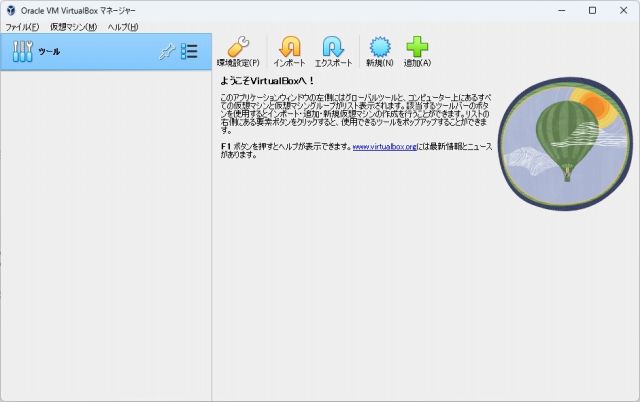 Oracle VM VirtualBox マネージャー
ファイル(F) 仮想マシン(M) ヘルプ(H)
ツール
環境設定(P) インポート エクスポート 新規(N) 追加(A)
ようこそVirtualBoxへ！
このアプリケーションウィンドウの左側にはグローバルツールと、コンピューター上にあるすべ
ての仮想マシンと仮想マシングループがリスト表示されます。該当するツールバーのボタ
ンを使用するとインポート・追加・新規仮想マシンの作成を行うことができます。リストの
右側にある要素ボタンをクリックすると、使用できるツールをポップアップすることができま
す。
F1 ボタンを押すとヘルプが表示できます。www.virtualbox.orgには最新情報とニュース
があります。